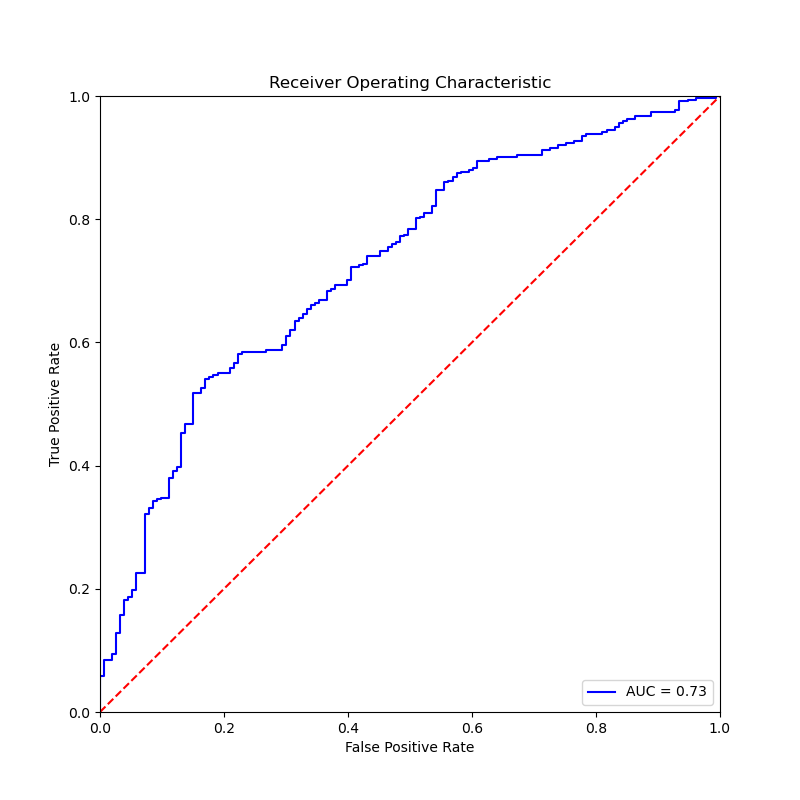 Receiver Operating Characteristic
1.0
0.8
0.6
0.4
0.2
0.0
True Positive Rate
AUC = 0.73
0.0 0.2 0.4 0.6 0.8 1.0
False Positive Rate